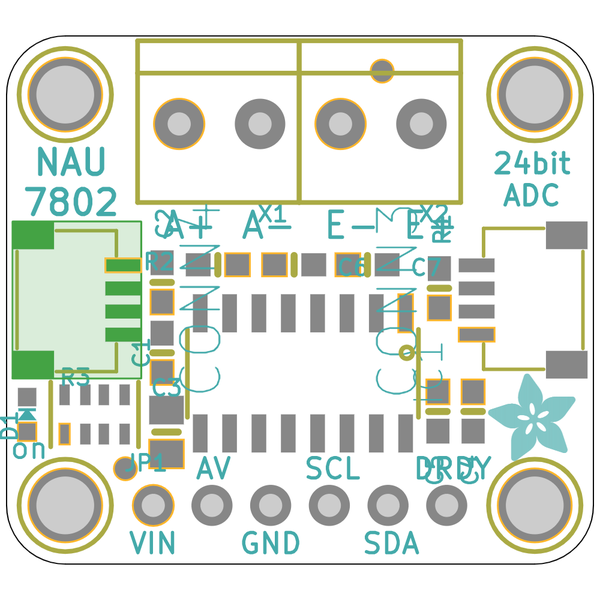 NAU
7802
24bit
ADC
A+ X1 A− E− X2 E+
R2
C6 C7
C1
R3
C3
D1
on
JP1
AV SCL DRDY
VIN GND SDA